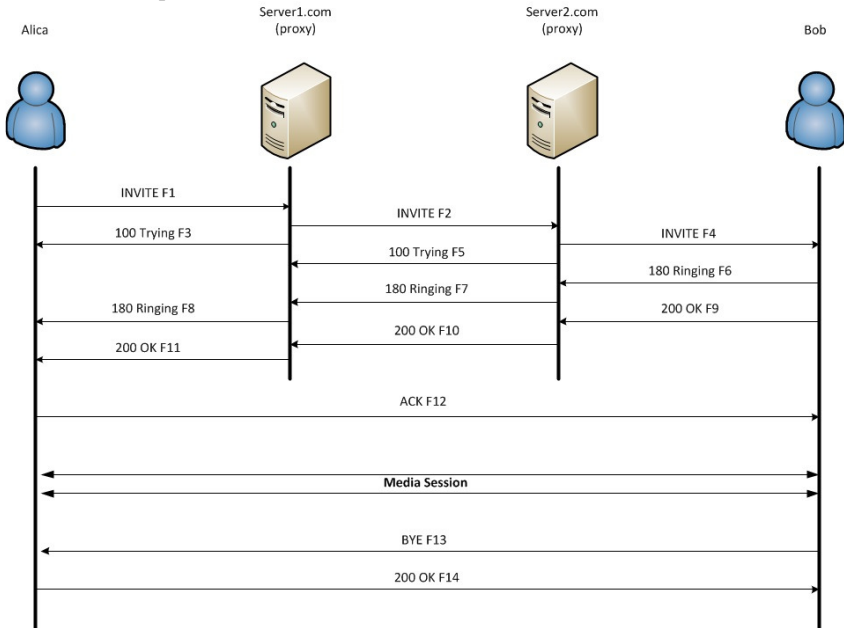 Alica
Server1.com
(proxy)
Server2.com
(proxy)
Bob
INVITE F1
INVITE F2
100 Trying F3
INVITE F4
100 Trying F5
180 Ringing F6
180 Ringing F7
180 Ringing F8
200 OK F9
200 OK F10
200 OK F11
ACK F12
Media Session
BYE F13
200 OK F14